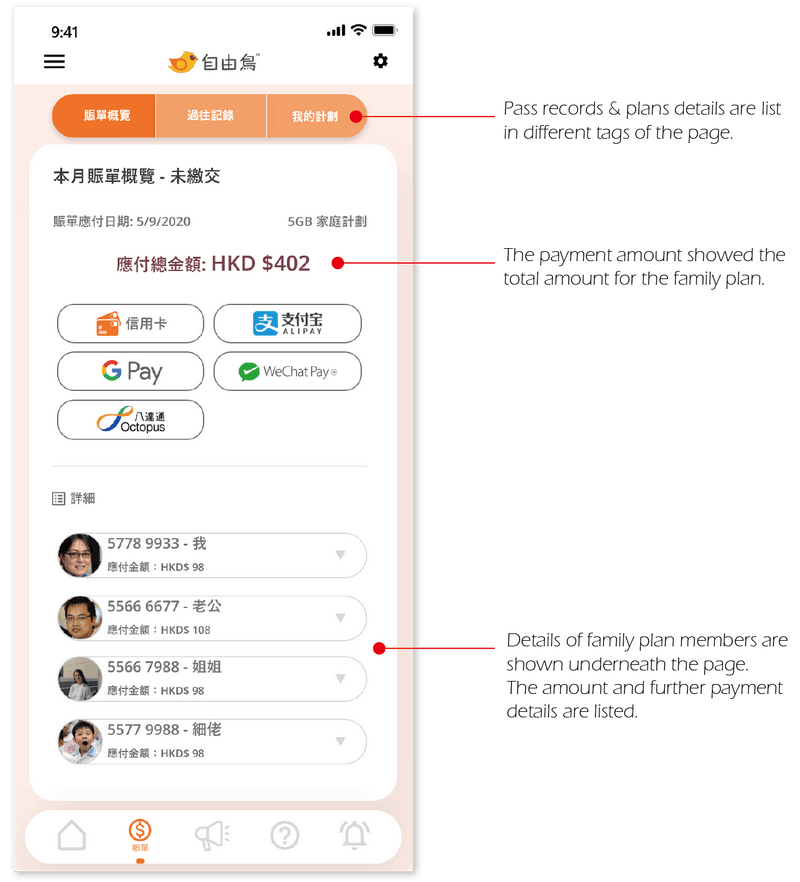 9:41
自由鳥™
賬單概覽
過往記錄
我的計劃
Pass records & plans details are list
in different tags of the page.
本月賬單概覽 - 未繳交
賬單應付日期: 5/9/2020
5GB 家庭計劃
應付總金額: HKD $402
The payment amount showed the
total amount for the family plan.
信用卡
支 支付宝
ALIPAY
G Pay
WeChat Pay
八達通
Octopus
詳細
5778 9933 - 我
應付金額：HKD$ 98
5566 6677 - 老公
應付金額：HKD$ 108
5566 7988 - 姐姐
應付金額：HKD$ 98
5577 9988 - 細佬
應付金額：HKD$ 98
Details of family plan members are
shown underneath the page.
The amount and further payment
details are listed.
賬單